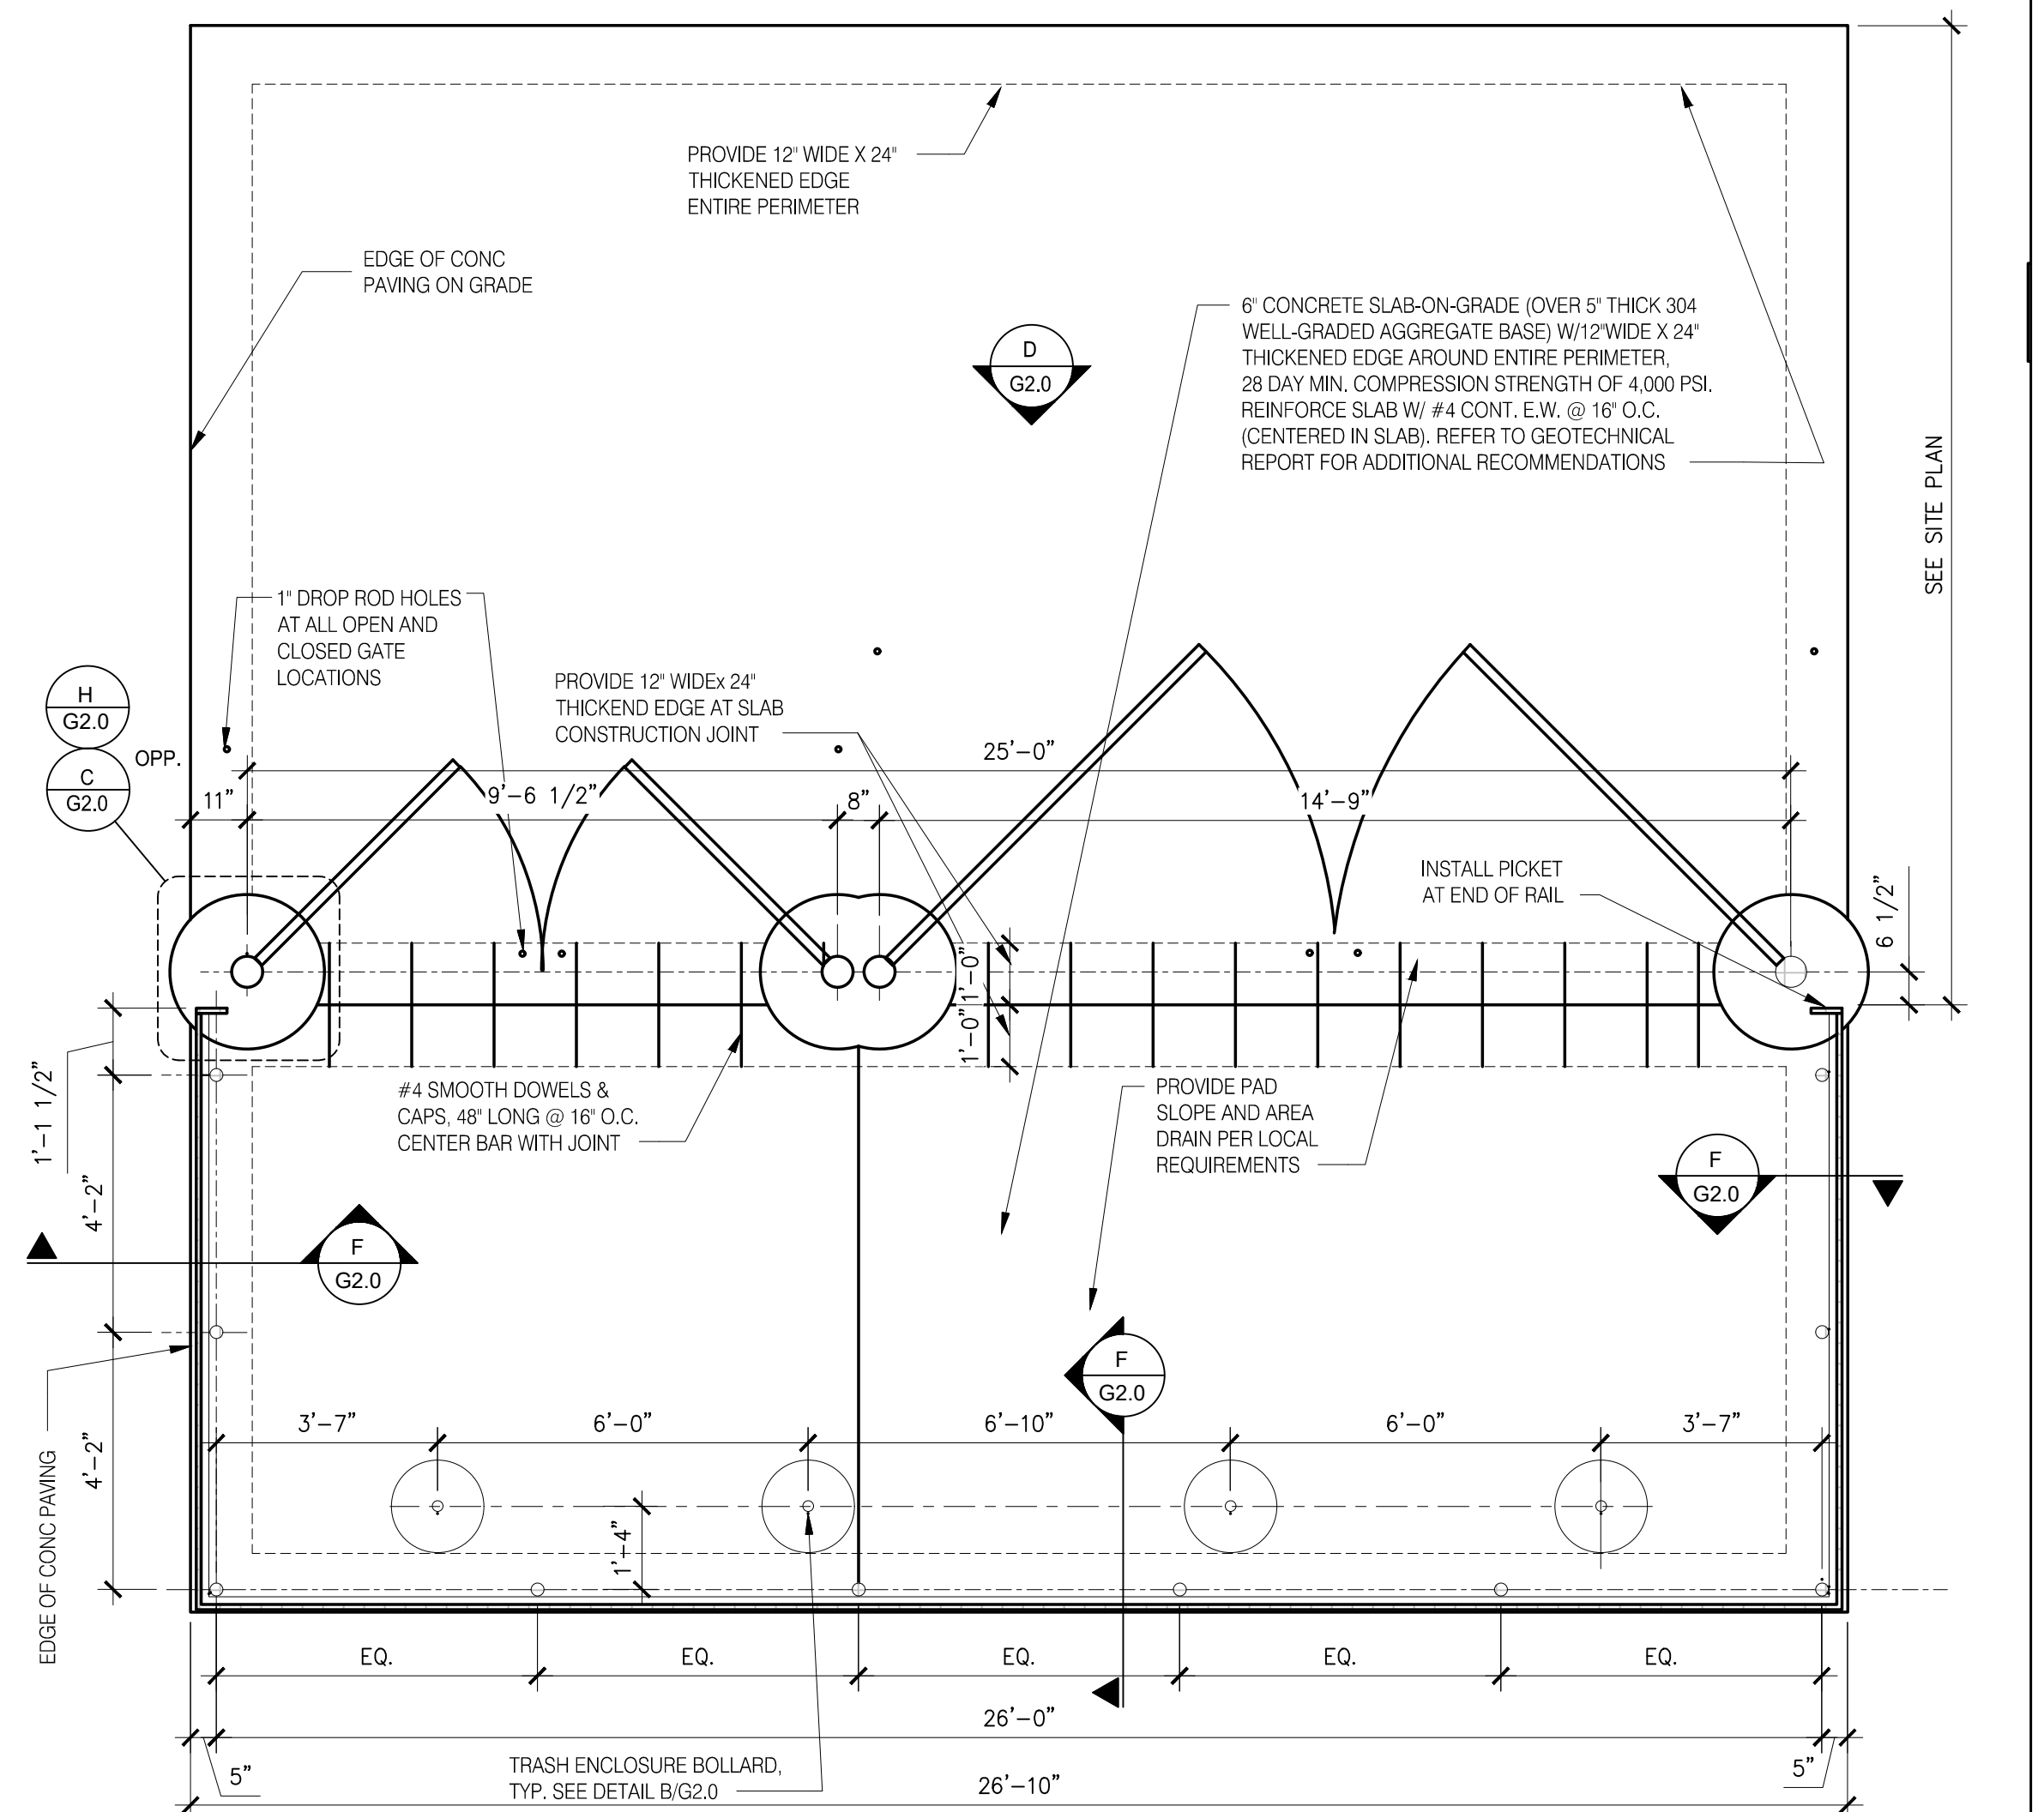 PROVIDE 12" WIDE X 24"
THICKENED EDGE
ENTIRE PERIMETER
EDGE OF CONC
PAVING ON GRADE
D
G2.0
6" CONCRETE SLAB-ON-GRADE (OVER 5" THICK 304
WELL-GRADED AGGREGATE BASE) W/12"WIDE X 24"
THICKENED EDGE AROUND ENTIRE PERIMETER,
28 DAY MIN. COMPRESSION STRENGTH OF 4,000 PSI.
REINFORCE SLAB W/ #4 CONT. E.W. @ 16" O.C.
(CENTERED IN SLAB). REFER TO GEOTECHNICAL
REPORT FOR ADDITIONAL RECOMMENDATIONS
SEE SITE PLAN
1" DROP ROD HOLES
AT ALL OPEN AND
CLOSED GATE
LOCATIONS
H
G2.0
OPP.
C
G2.0
PROVIDE 12" WIDEx 24"
THICKEND EDGE AT SLAB
CONSTRUCTION JOINT
25'-0"
11"
9'-6 1/2"
8"
14'-9"
INSTALL PICKET
AT END OF RAIL
6 1/2"
1'-0"
1'-0"
1'-1 1/2"
#4 SMOOTH DOWELS &
CAPS, 48" LONG @ 16" O.C.
CENTER BAR WITH JOINT
PROVIDE PAD
SLOPE AND AREA
DRAIN PER LOCAL
REQUIREMENTS
F
G2.0
4'-2"
F
G2.0
F
G2.0
3'-7"
6'-0"
6'-10"
6'-0"
3'-7"
4'-2"
EDGE OF CONC PAVING
1'-4"
EQ.
EQ.
EQ.
EQ.
EQ.
26'-0"
5"
TRASH ENCLOSURE BOLLARD,
TYP. SEE DETAIL B/G2.0
5"
26'-10"